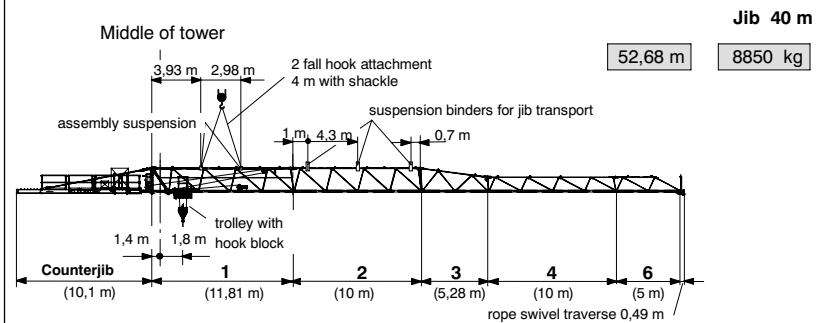 Jib 40 m
Middle of tower
52,68 m 8850 kg
3,93 m 2,98 m
2 fall hook attachment
4 m with shackle
suspension binders for jib transport
assembly suspension
1 m 4,3 m 0,7 m
trolley with
hook block
1,4 m 1,8 m
Counterjib 1 2 3 4 6
(10,1 m) (11,81 m) (10 m) (5,28 m) (10 m) (5 m)
rope swivel traverse 0,49 m